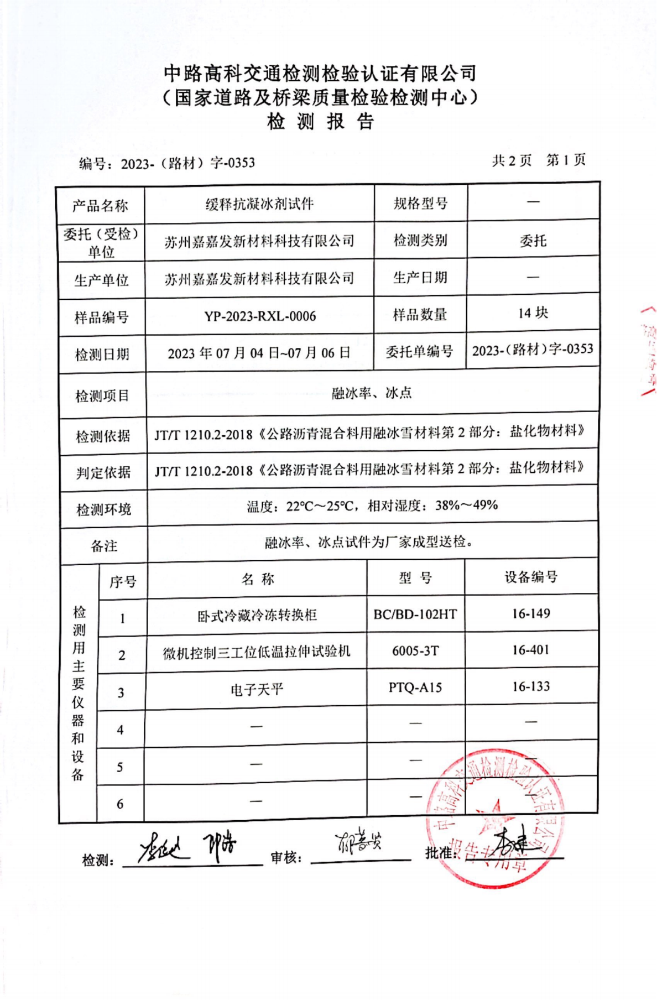 中路高科交通检测检验认证有限公司
（国家道路及桥梁质量检验检测中心）
检 测 报 告
编号：2023-（路材）字-0353 共 2 页 第 1 页
产品名称 缓释抗凝冰剂试件 规格型号 —
委托（受检）单位 苏州嘉嘉发新材料科技有限公司 检测类别 委托
生产单位 苏州嘉嘉发新材料科技有限公司 生产日期 —
样品编号 YP-2023-RXL-0006 样品数量 14 块
检测日期 2023 年 07 月 04 日~07 月 06 日 委托单编号 2023-（路材）字-0353
检测项目 融冰率、冰点
检测依据 JT/T 1210.2-2018《公路沥青混合料用融冰雪材料第 2 部分：盐化物材料》
判定依据 JT/T 1210.2-2018《公路沥青混合料用融冰雪材料第 2 部分：盐化物材料》
检测环境 温度：22℃～25℃，相对湿度：38%～49%
备注 融冰率、冰点试件为厂家成型送检。
检测用主要仪器和设备
序号 名 称 型 号 设备编号
1 卧式冷藏冷冻转换柜 BC/BD-102HT 16-149
2 微机控制三工位低温拉伸试验机 6005-3T 16-401
3 电子天平 PTQ-A15 16-133
4 — — —
5 — — —
6 — — —
检测： 审核： 批准：
中路高科交通检测检验认证有限公司
报告专用章